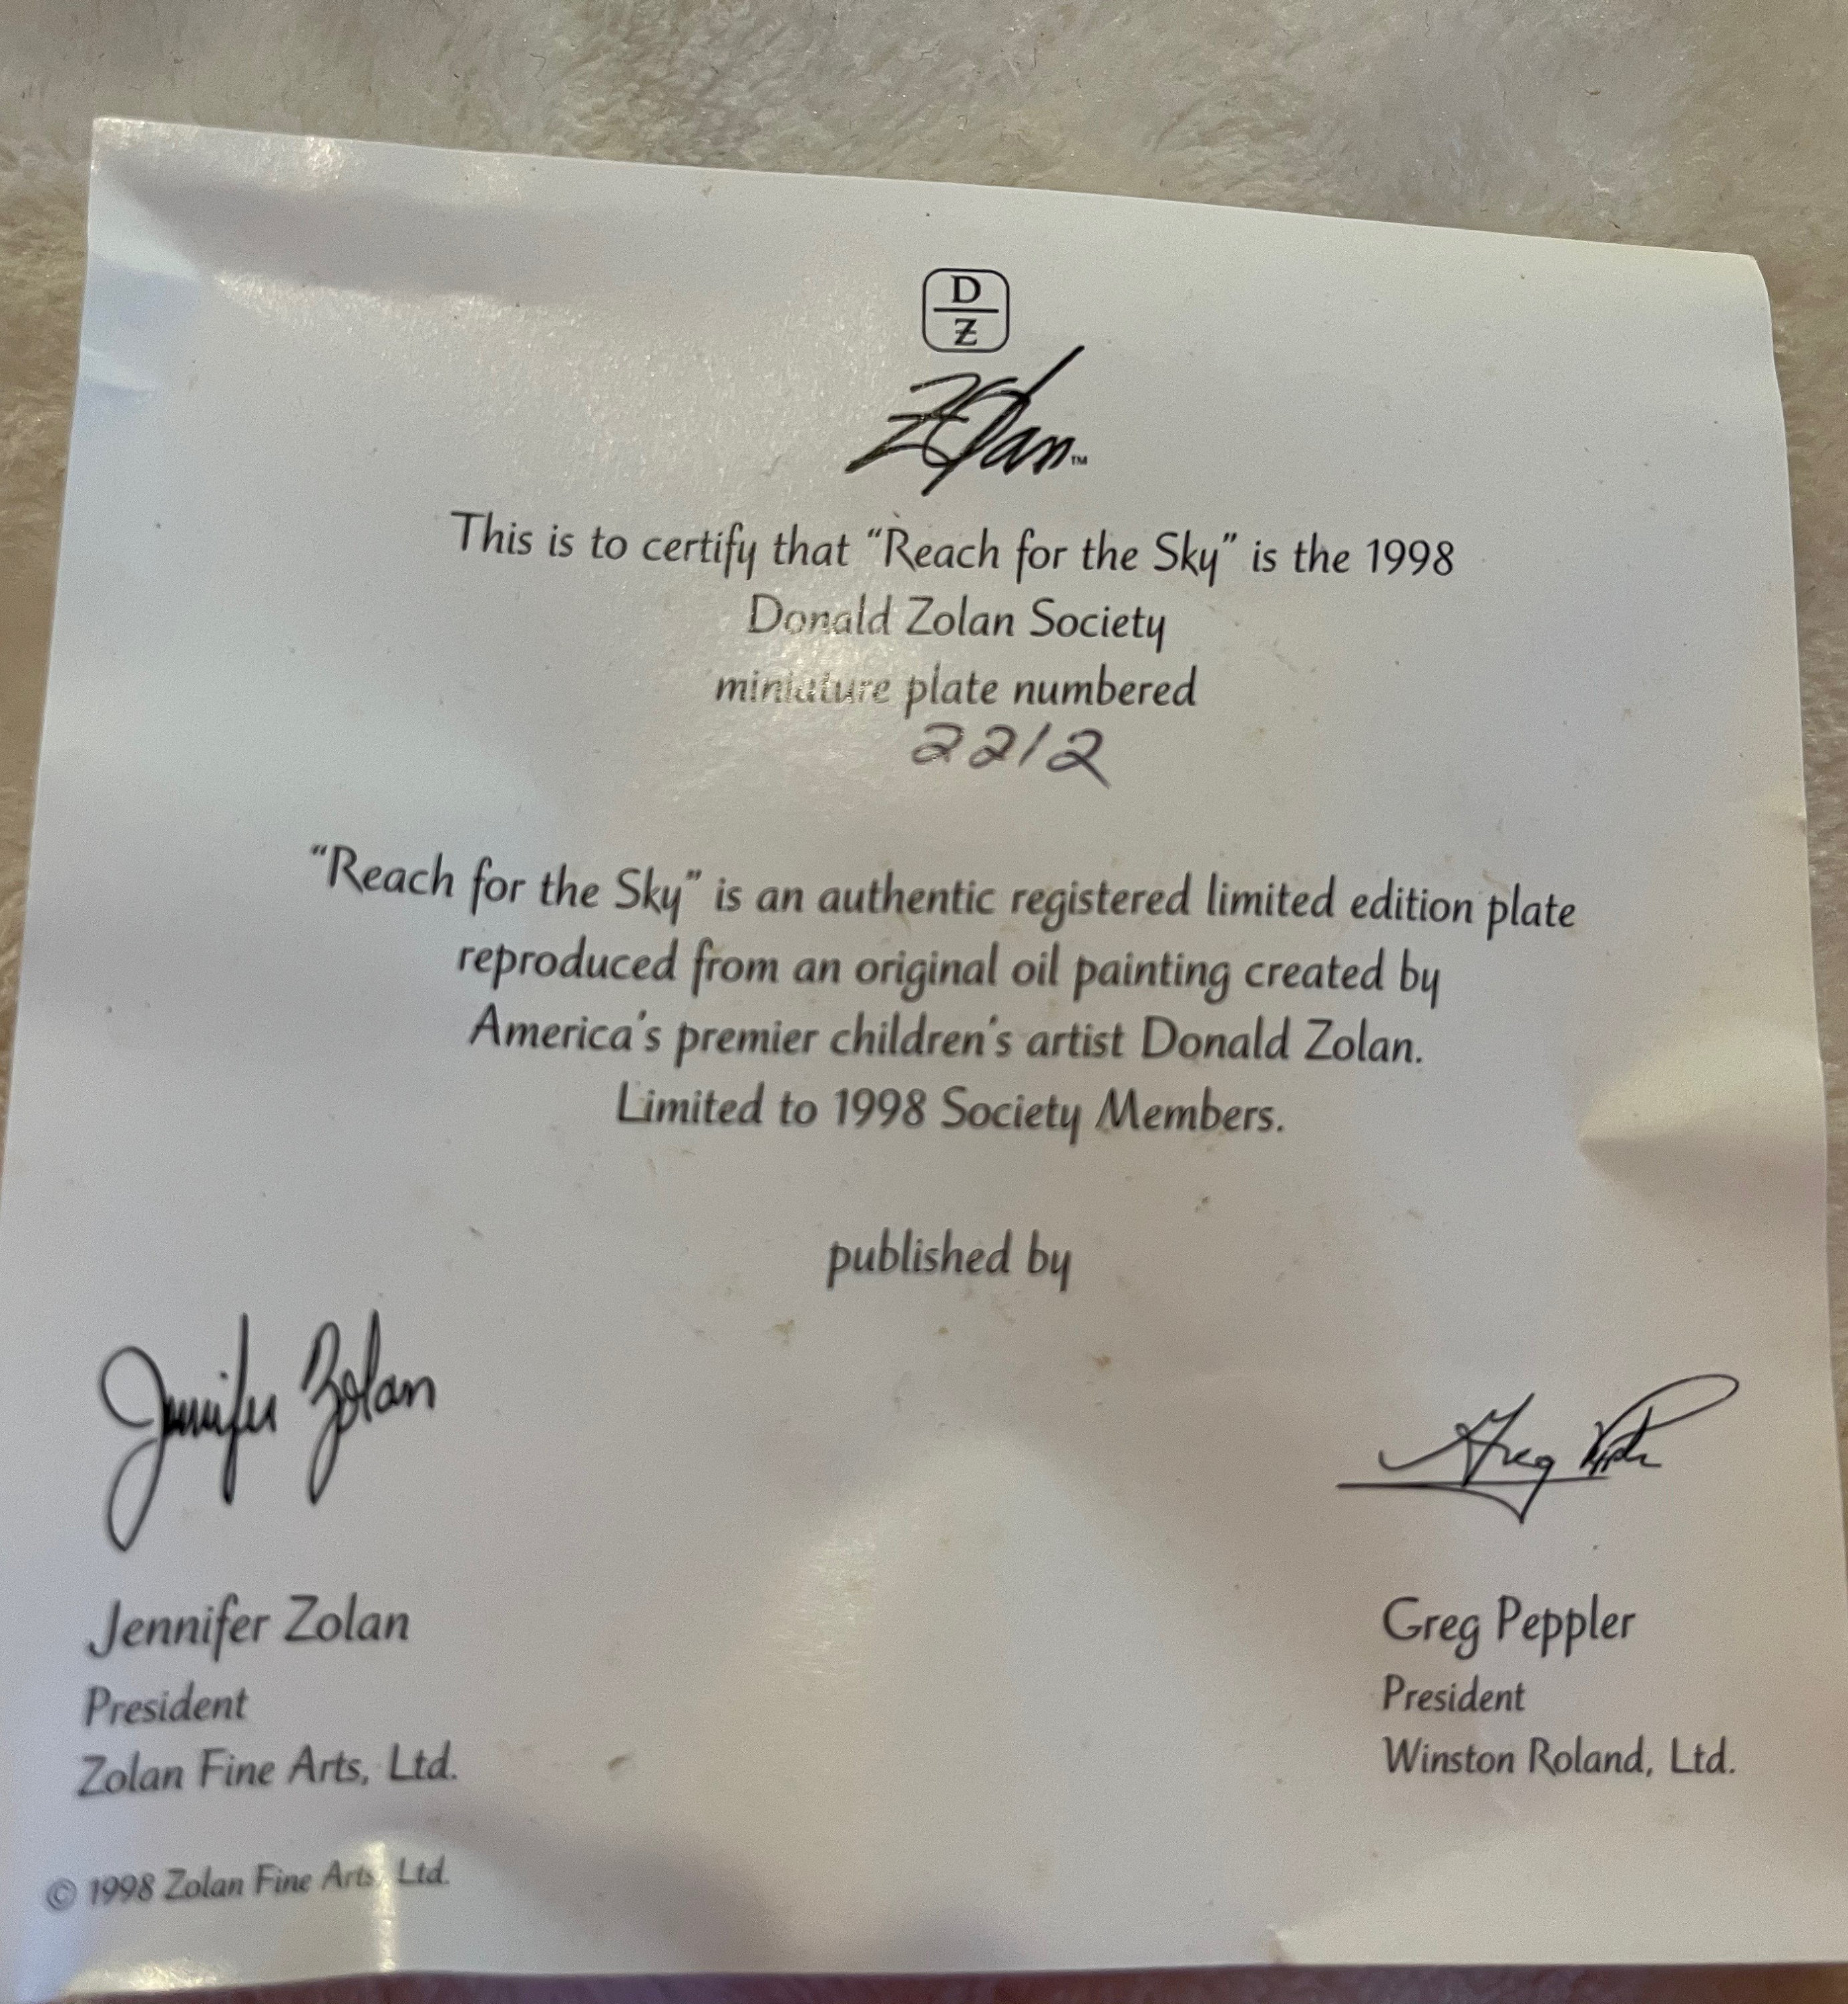 D
Z
Zolan™
This is to certify that “Reach for the Sky” is the 1998
Donald Zolan Society
miniature plate numbered
2212
“Reach for the Sky” is an authentic registered limited edition plate
reproduced from an original oil painting created by
America's premier children's artist Donald Zolan.
Limited to 1998 Society Members.
published by
Jennifer Zolan
Greg Peppler
Jennifer Zolan
President
Zolan Fine Arts, Ltd.
Greg Peppler
President
Winston Roland, Ltd.
© 1998 Zolan Fine Arts, Ltd.